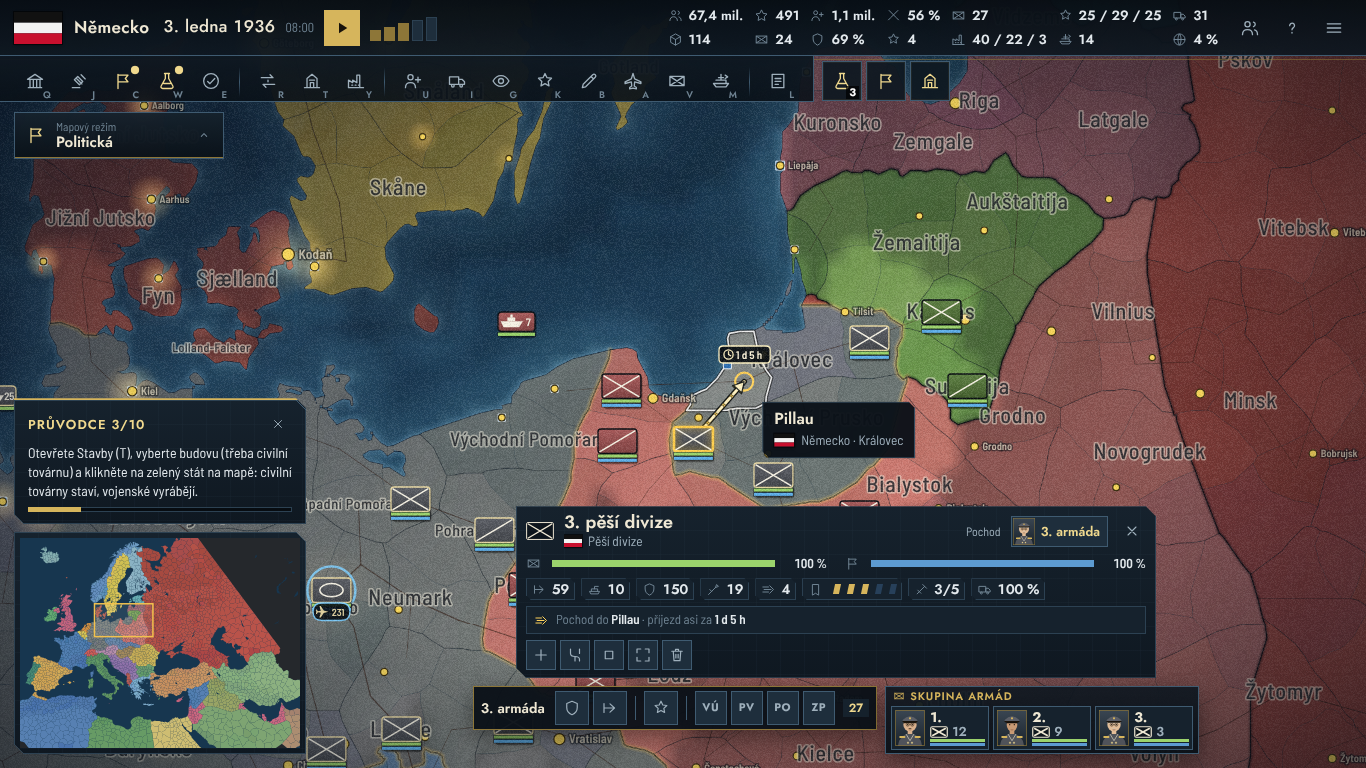 Německo 3. ledna 1936 08:00
67,4 mil. 491 1,1 mil. 56 % 27 25 / 29 / 25 31
114 24 69 % 4 40 / 22 / 3 14 4 %
Q J C W E R T Y U I G K B A V M L 3
Mapový režim
Politická
Aalborg
Pskov
Riga
Kuronsko
Zemgale
Latgale
Liepāja
Skåne
Aarhus
Jižní Jutsko
Aukštaitija
Žemaitija
Vitebsk
Kodaň
Sjælland
Fyn
Tilsit
Vilnius
7
Lolland-Falster
1 d 5 h
Královec
Kiel
25
Gdaňsk
Grodno
Minsk
Pillau
Německo · Královec
Východní Pomořan
Grodno
Novogrudek
Bobrujsk
PRŮVODCE 3/10
Otevřete Stavby (T), vyberte budovu (třeba civilní
továrnu) a klikněte na zelený stát na mapě: civilní
továrny staví, vojenské vyrábějí.
Bialystok
3. pěší divize
Pěší divize
Pochod 3. armáda
100 % 100 %
59 10 150 19 4 3/5 100 %
Pochod do Pillau · příjezd asi za 1 d 5 h
Neumark
231
Žytomyr
3. armáda VÚ PV PO ZP 27
SKUPINA ARMÁD
1. 12
2. 9
3. 3
Vratislav
Kielce